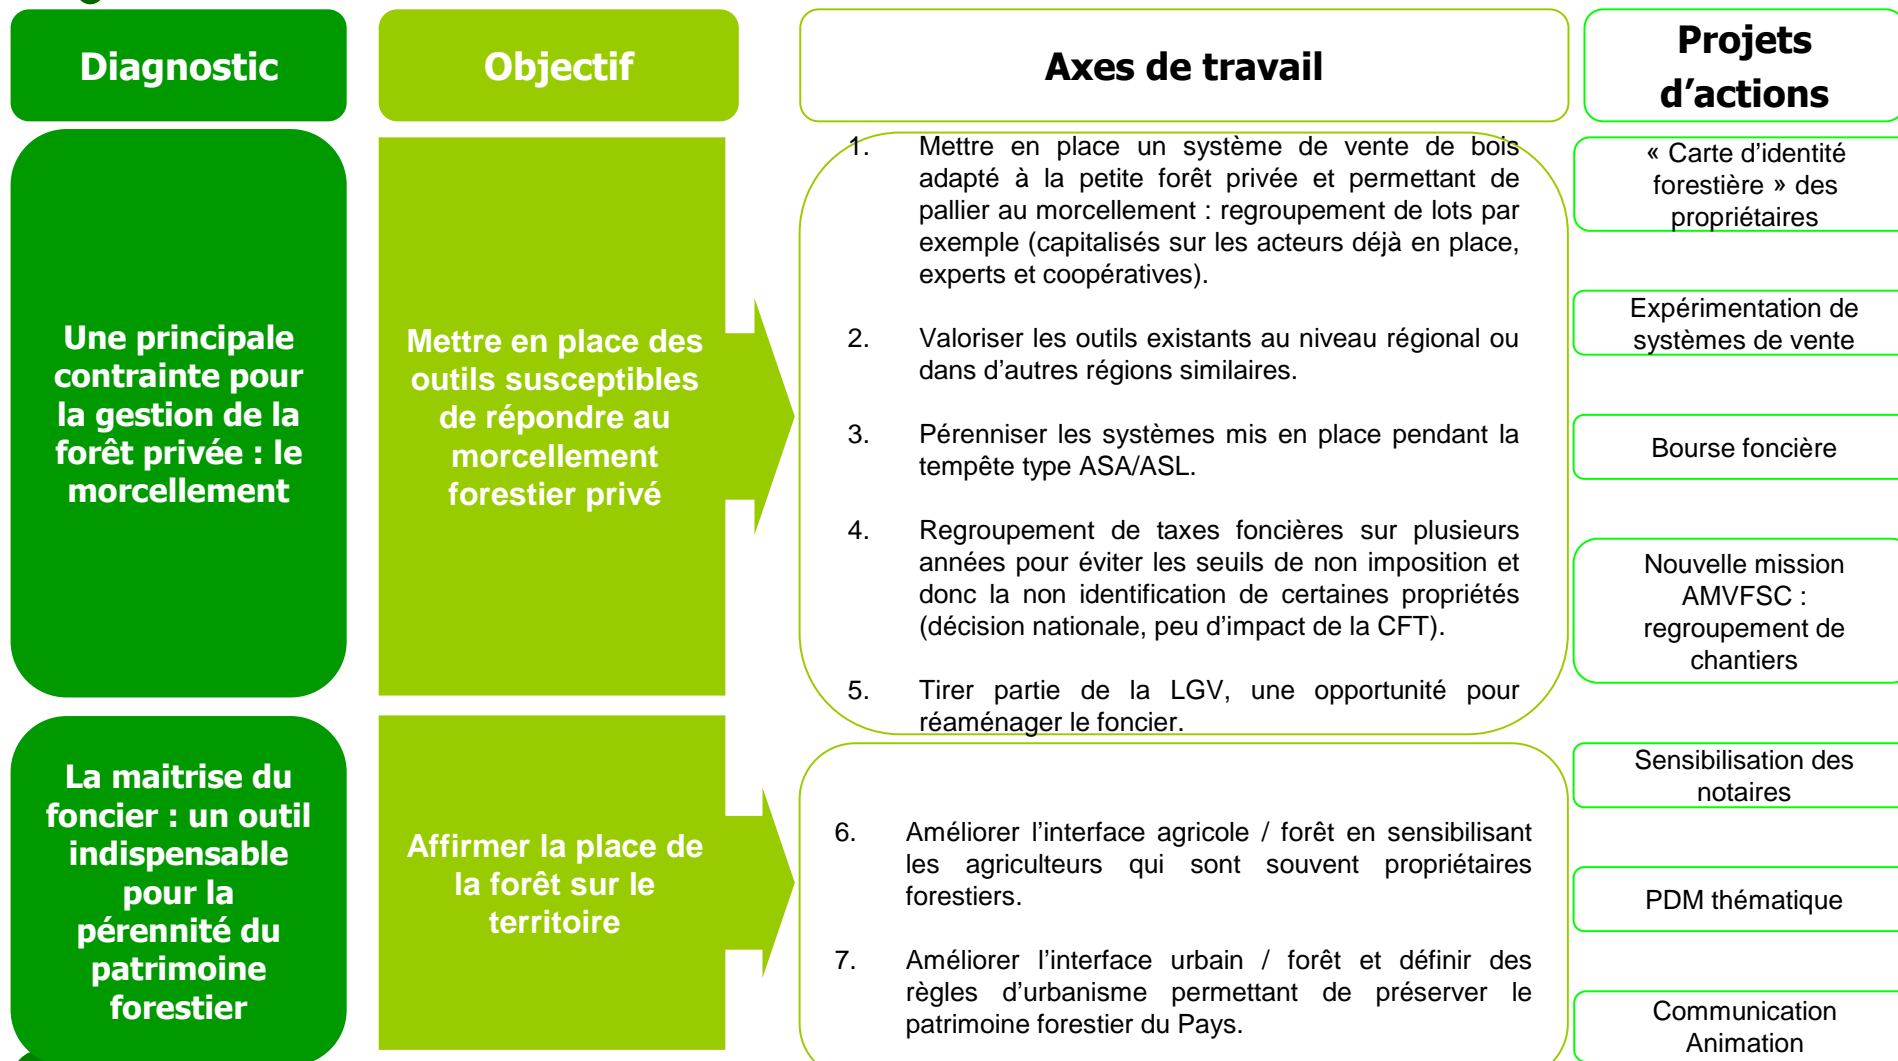 Diagnostic
Objectif
Axes de travail
Projets
d’actions
Une principale
contrainte pour
la gestion de la
forêt privée : le
morcellement
Mettre en place des
outils susceptibles
de répondre au
morcellement
forestier privé
1. Mettre en place un système de vente de bois
adapté à la petite forêt privée et permettant de
pallier au morcellement : regroupement de lots par
exemple (capitalisés sur les acteurs déjà en place,
experts et coopératives).
2. Valoriser les outils existants au niveau régional ou
dans d’autres régions similaires.
3. Pérenniser les systèmes mis en place pendant la
tempête type ASA/ASL.
4. Regroupement de taxes foncières sur plusieurs
années pour éviter les seuils de non imposition et
donc la non identification de certaines propriétés
(décision nationale, peu d’impact de la CFT).
5. Tirer partie de la LGV, une opportunité pour
réaménager le foncier.
« Carte d’identité
forestière » des
propriétaires
Expérimentation de
systèmes de vente
Bourse foncière
Nouvelle mission
AMVFSC :
regroupement de
chantiers
La maitrise du
foncier : un outil
indispensable
pour la
pérennité du
patrimoine
forestier
Affirmer la place de
la forêt sur le
territoire
6. Améliorer l’interface agricole / forêt en sensibilisant
les agriculteurs qui sont souvent propriétaires
forestiers.
7. Améliorer l’interface urbain / forêt et définir des
règles d’urbanisme permettant de préserver le
patrimoine forestier du Pays.
Sensibilisation des
notaires
PDM thématique
Communication
Animation